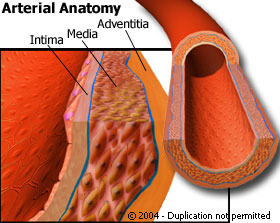 Arterial Anatomy
Adventitia
Media
Intima
© 2004 - Duplication not permitted